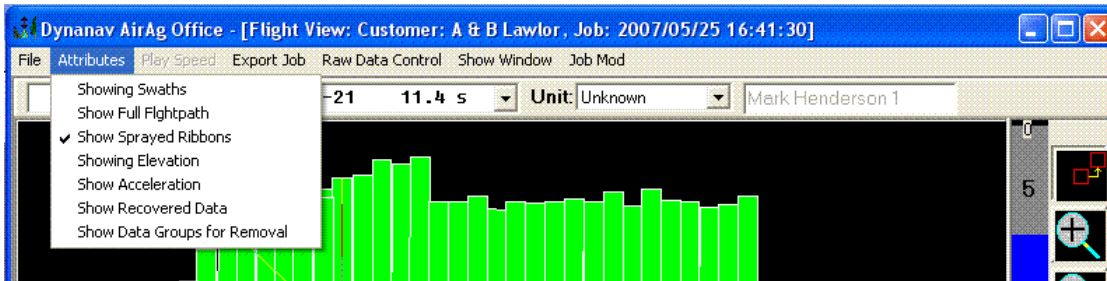 Dynanav AirAg Office - [Flight View: Customer: A & B Lawlor, Job: 2007/05/25 16:41:30]
File Attributes Play Speed Export Job Raw Data Control Show Window Job Mod
-21 11.4 s Unit: Unknown Mark Henderson 1
Showing Swaths
Show Full Flghtpath
Show Sprayed Ribbons
Showing Elevation
Show Acceleration
Show Recovered Data
Show Data Groups for Removal
0
5